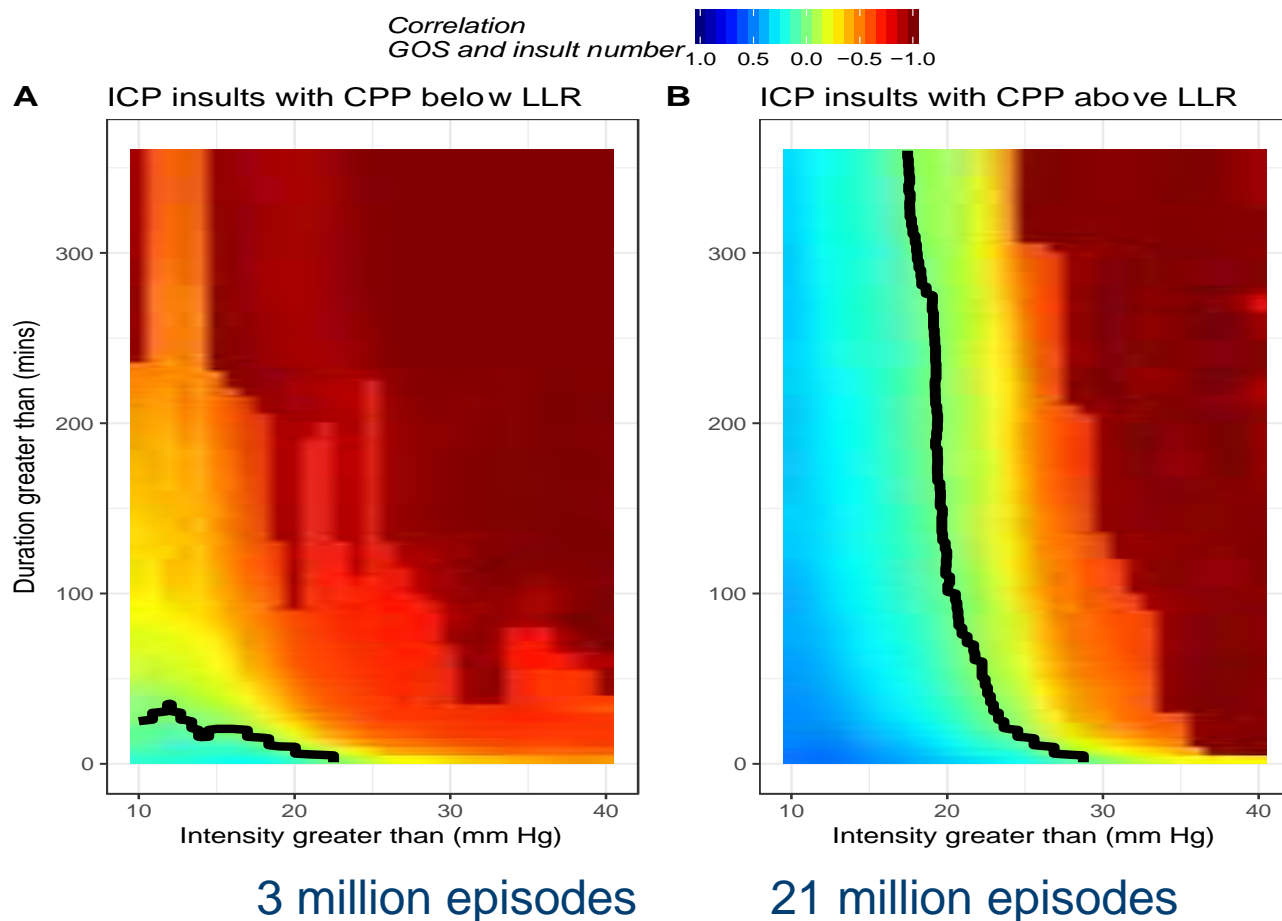 Correlation
GOS and insult number
1.0 0.5 0.0 −0.5 −1.0
A ICP insults with CPP below LLR
B ICP insults with CPP above LLR
Duration greater than (mins)
300
200
100
0
10 20 30 40
Intensity greater than (mm Hg)
300
200
100
0
10 20 30 40
Intensity greater than (mm Hg)
3 million episodes
21 million episodes